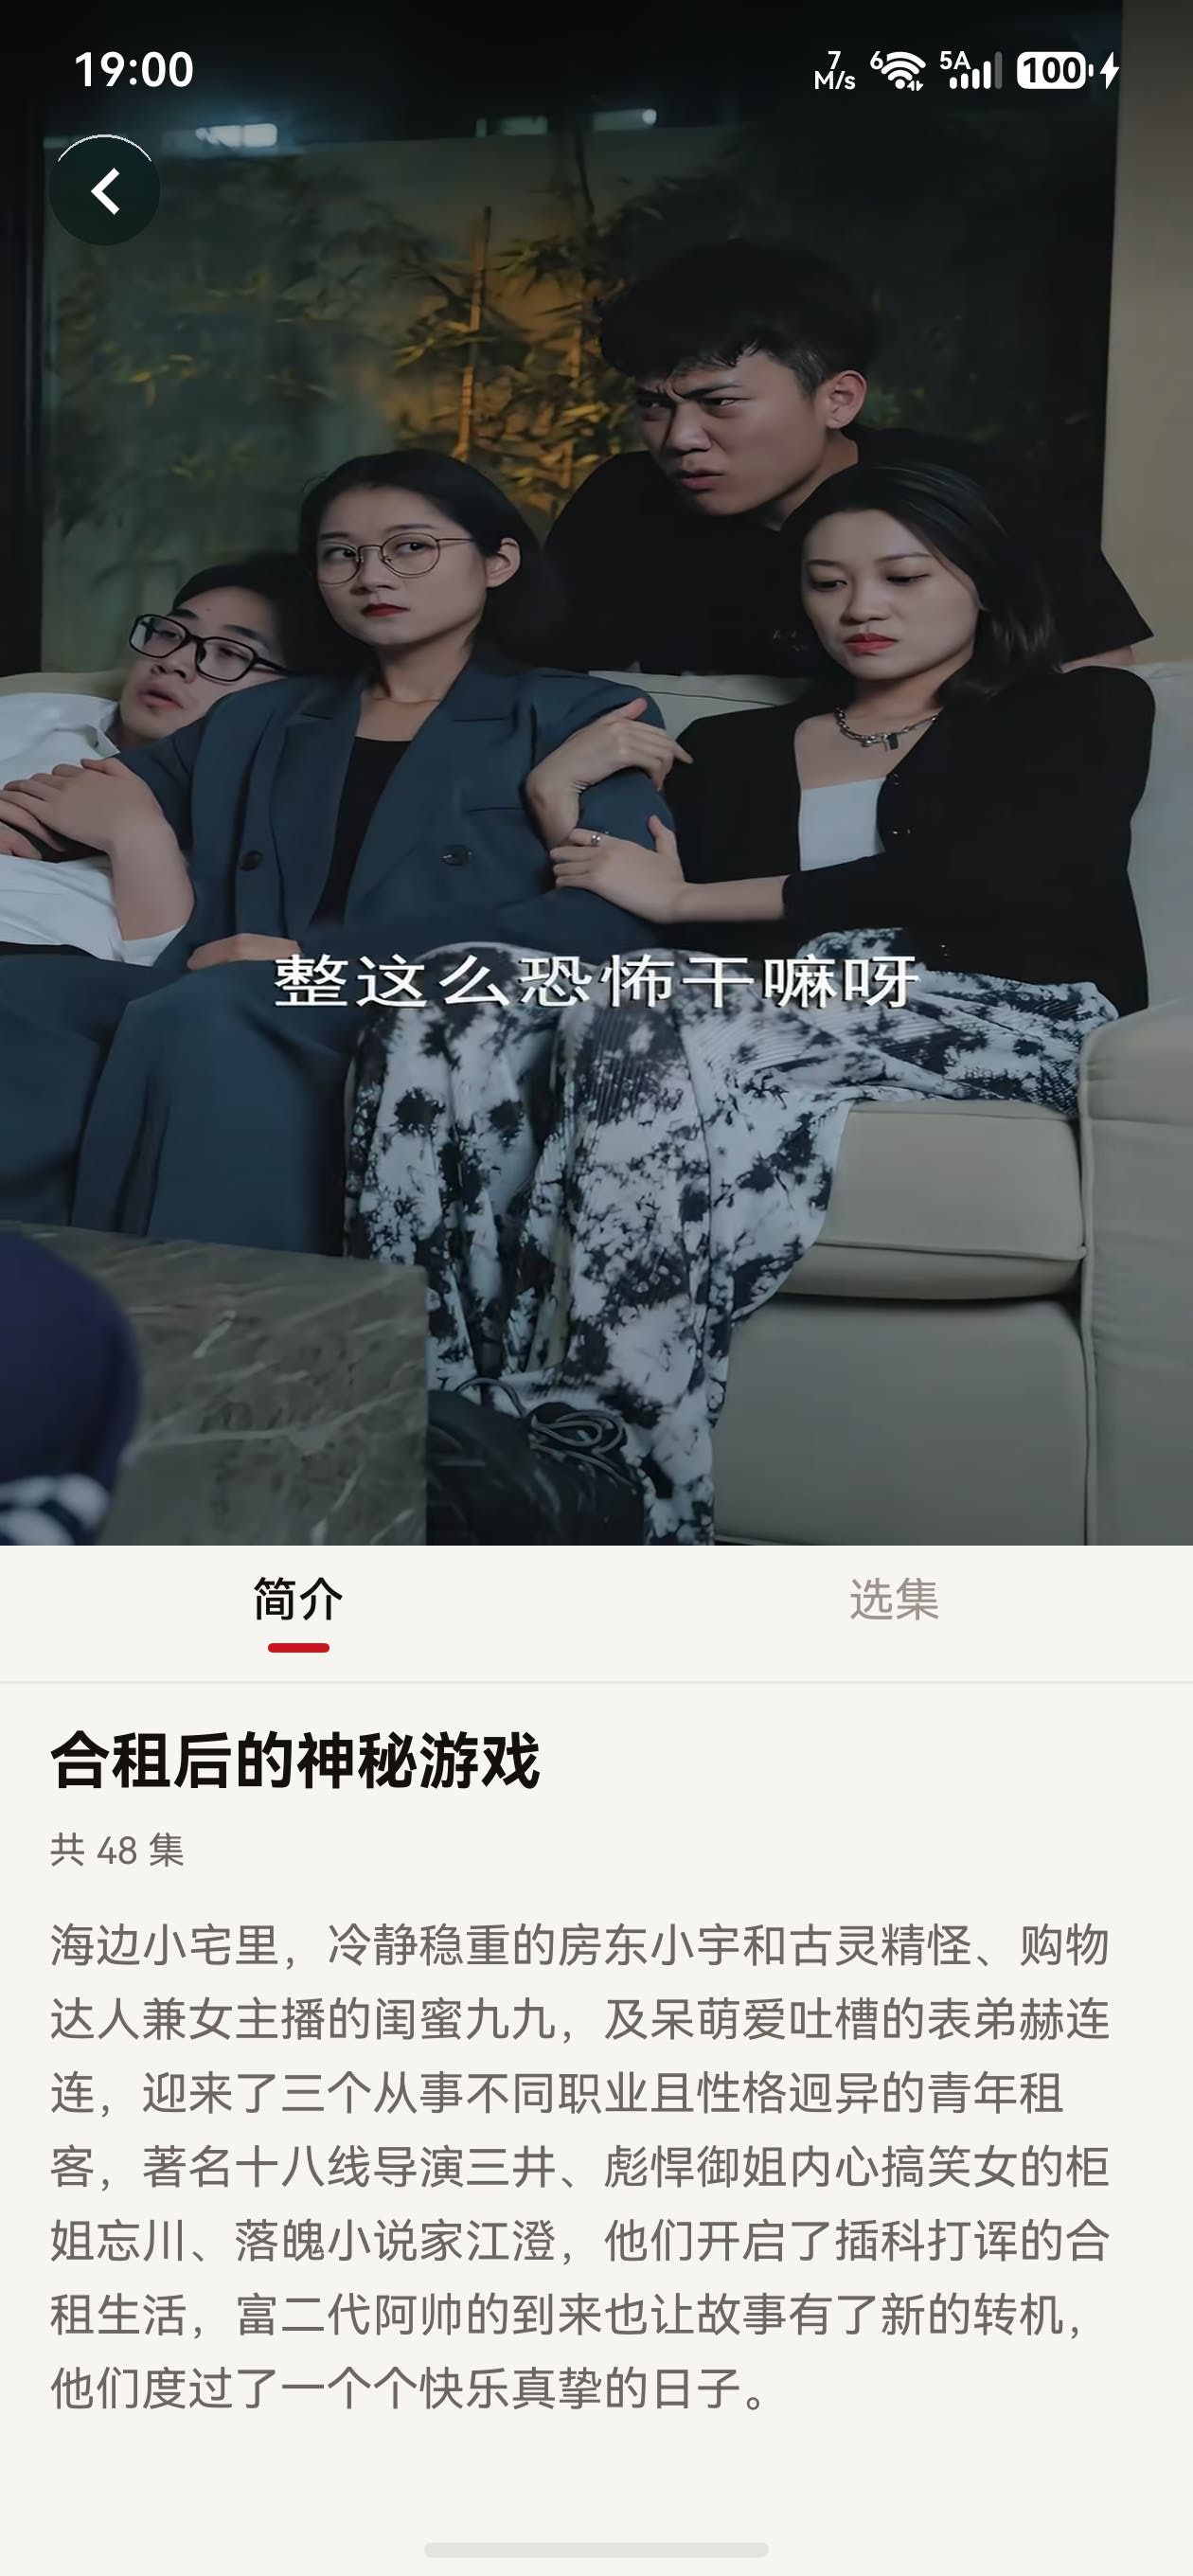 19:00
7 M/s 6 5A 100
整这么恐怖干嘛呀
简介 选集
合租后的神秘游戏
共 48 集
海边小宅里，冷静稳重的房东小宇和古灵精怪、购物
达人兼女主播的闺蜜九九，及呆萌爱吐槽的表弟赫连
连，迎来了三个从事不同职业且性格迥异的青年租
客，著名十八线导演三井、彪悍御姐内心搞笑女的柜
姐忘川、落魄小说家江澄，他们开启了插科打诨的合
租生活，富二代阿帅的到来也让故事有了新的转机，
他们度过了一个个快乐真挚的日子。